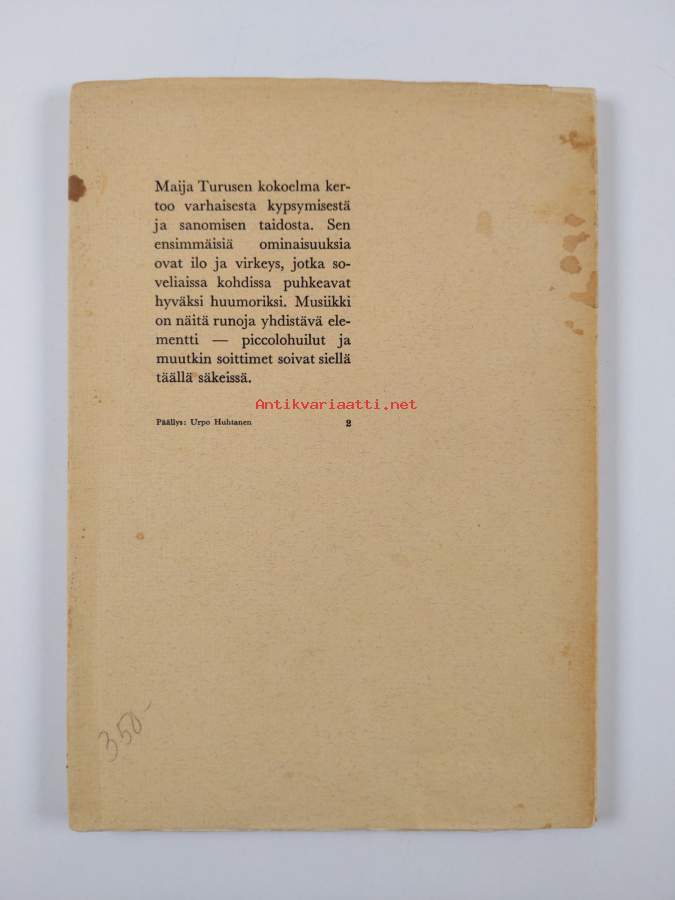 Maija Turusen kokoelma ker-
too varhaisesta kypsymisestä
ja sanomisen taidosta. Sen
ensimmäisiä ominaisuuksia
ovat ilo ja virkeys, jotka so-
veliaissa kohdissa puhkeavat
hyväksi huumoriksi. Musiikki
on näitä runoja yhdistävä ele-
mentti — piccolohuilut ja
muutkin soittimet soivat siellä
täällä säkeissä.
Antikvariaatti.net
Päällys: Urpo Huhtanen 2
350-